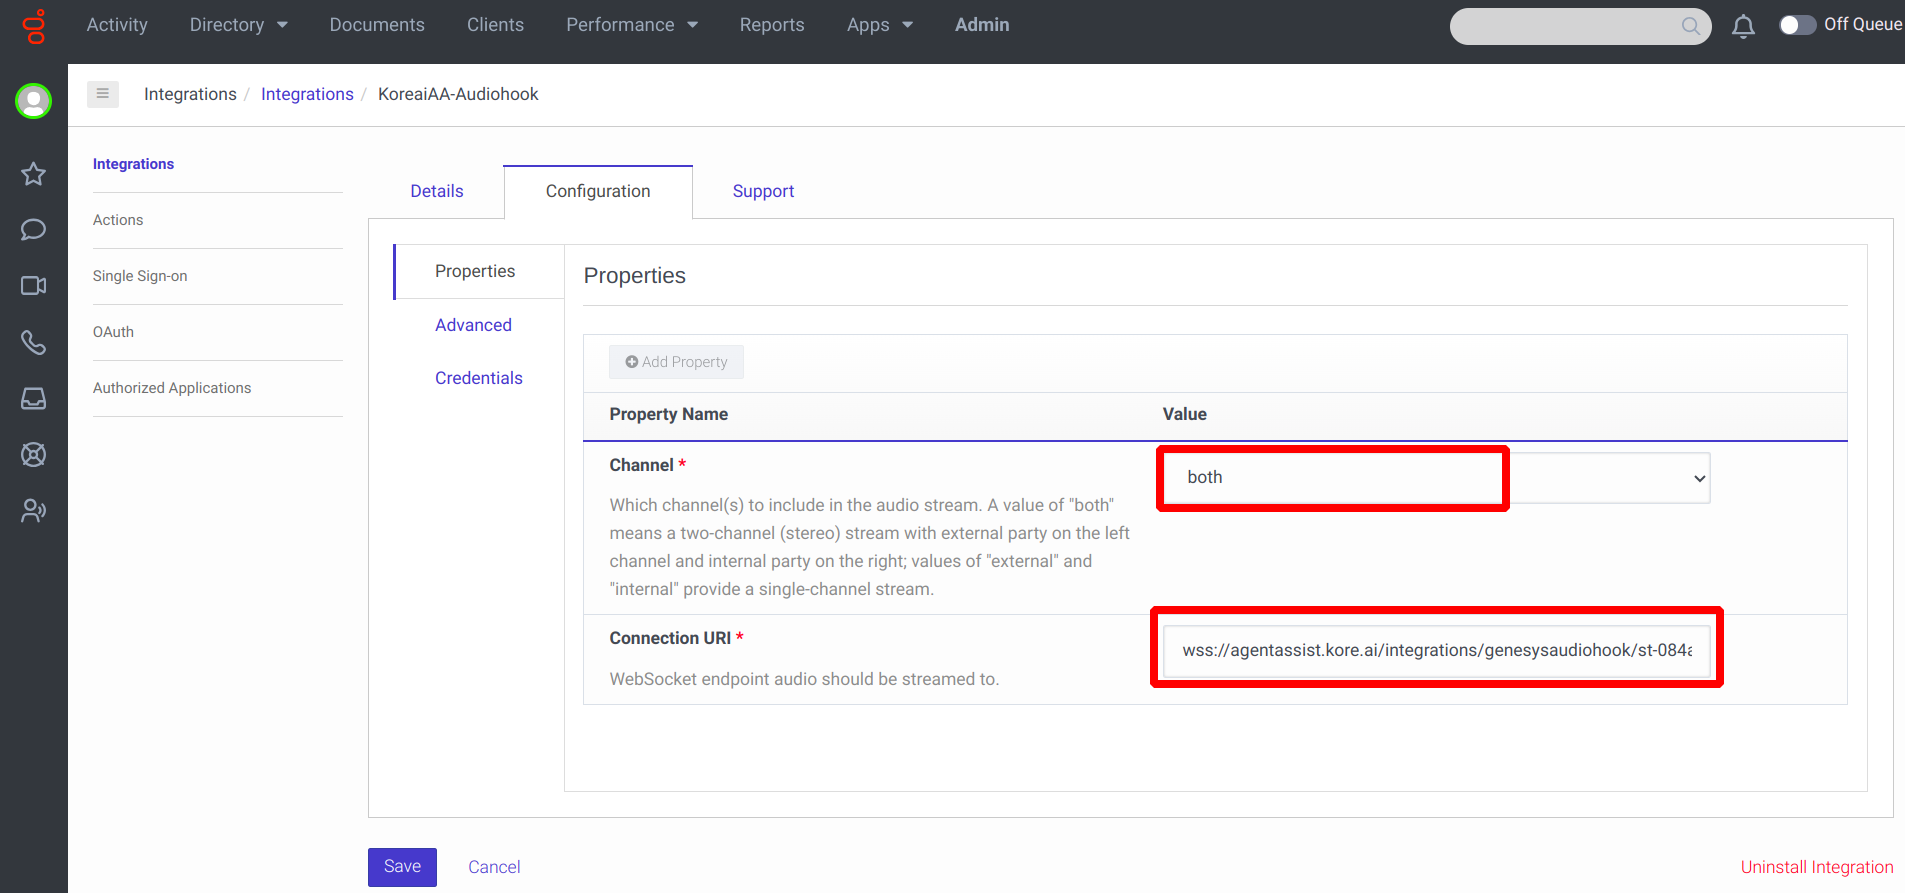 Activity Directory Documents Clients Performance Reports Apps Admin Off Queue
Integrations / Integrations / KoreaiAA-Audiohook
Integrations
Actions
Single Sign-on
OAuth
Authorized Applications
Details Configuration Support
Properties
Advanced
Credentials
Properties
Add Property
Property Name Value
Channel *
both
Which channel(s) to include in the audio stream. A value of "both"
means a two-channel (stereo) stream with external party on the left
channel and internal party on the right; values of "external" and
"internal" provide a single-channel stream.
Connection URI *
wss://agentassist.kore.ai/integrations/genesysaudiohook/st-084a
WebSocket endpoint audio should be streamed to.
Save Cancel Uninstall Integration